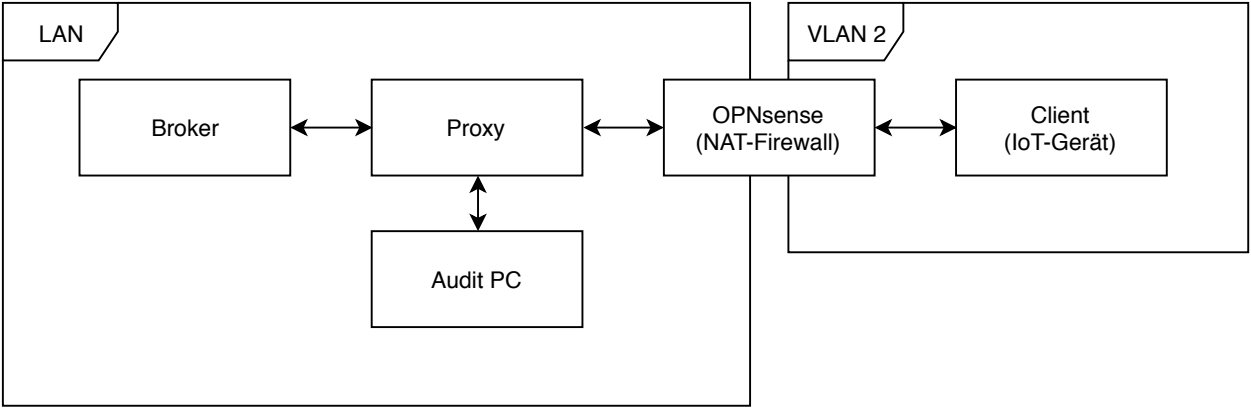 LAN
VLAN 2
Broker
Proxy
OPNsense
(NAT-Firewall)
Client
(IoT-Gerät)
Audit PC